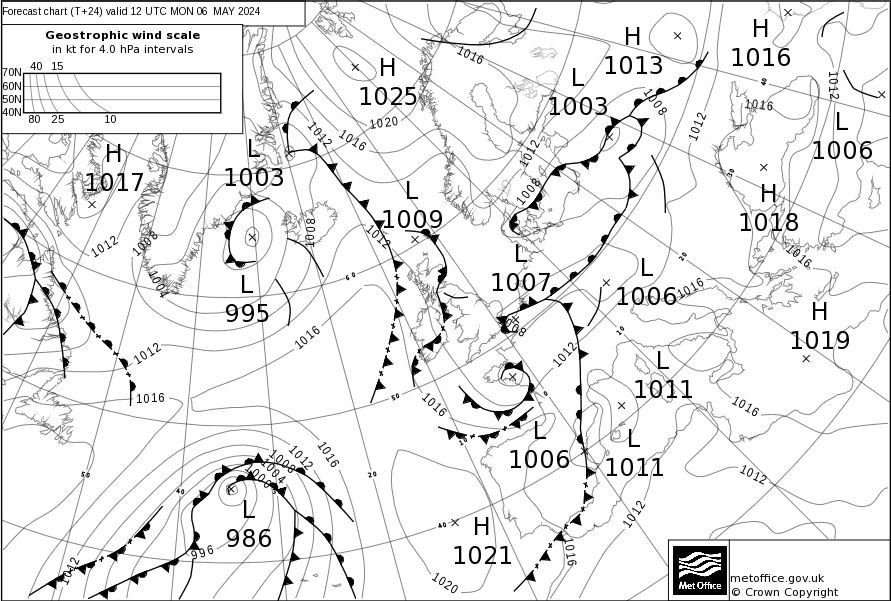 Forecast chart (T+24) valid 12 UTC MON 06 MAY 2024
Geostrophic wind scale
in kt for 4.0 hPa intervals
40 15
70N
60N
50N
40N
80 25 10
H
1025
H
1013
H
1016
L
1003
L
1006
H
1017
L
1003
L
1009
H
1018
L
995
L
1007
L
1006
H
1019
L
1011
L
1006
L
1011
L
986
H
1021
1016
1020
1016
1012
1012
1008
1008
1012
1016
1012
1012
1008
1004
1008
1012
1016
1016
1016
1012
1016
1008
1012
1016
1016
1012
1012
1016
1020
1016
1012
1008
1004
996
1012
60
50
50
40
40
30
20
20
10
10
0
Met Office
metoffice.gov.uk
© Crown Copyright